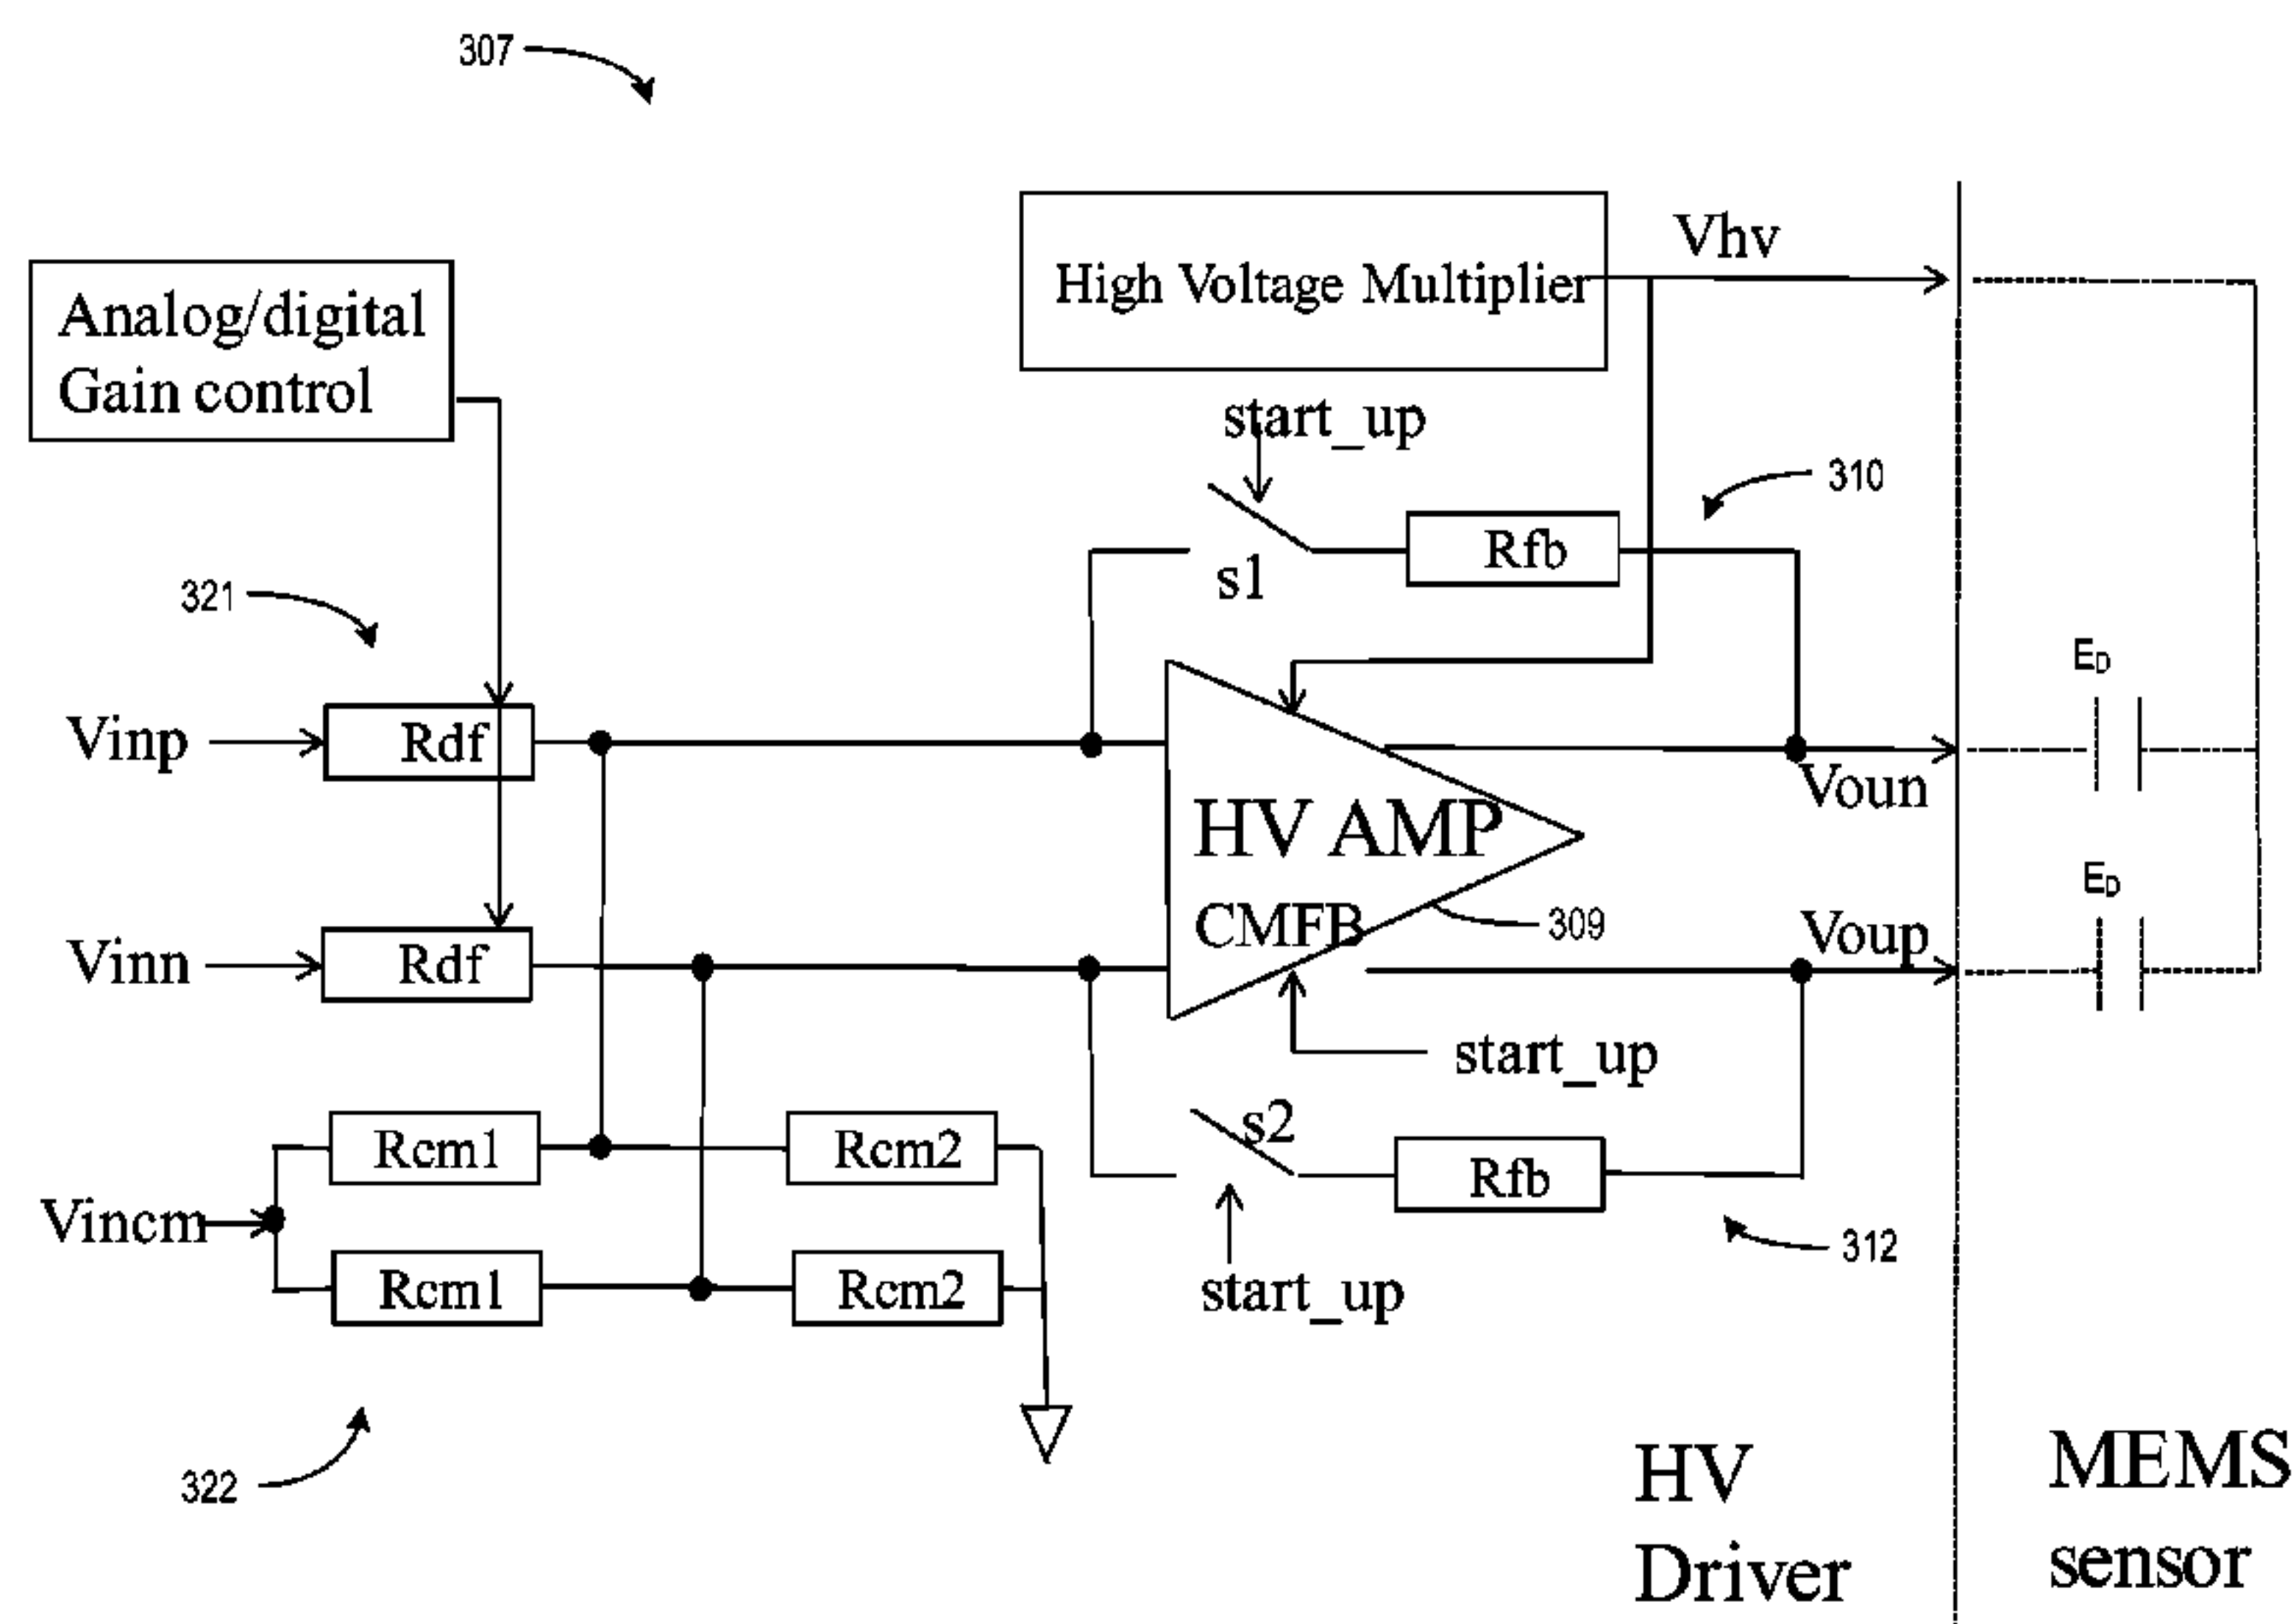 307
High Voltage Multiplier
Vhv
Analog/digital
Gain control
start_up
310
s1
Rfb
321
Vinp
Rdf
HV AMP
CMFB
309
Voun
E_D
Vinn
Rdf
Voup
E_D
start_up
s2
Rfb
312
start_up
Vincm
Rcm1
Rcm2
Rcm1
Rcm2
322
HV
Driver
MEMS
sensor